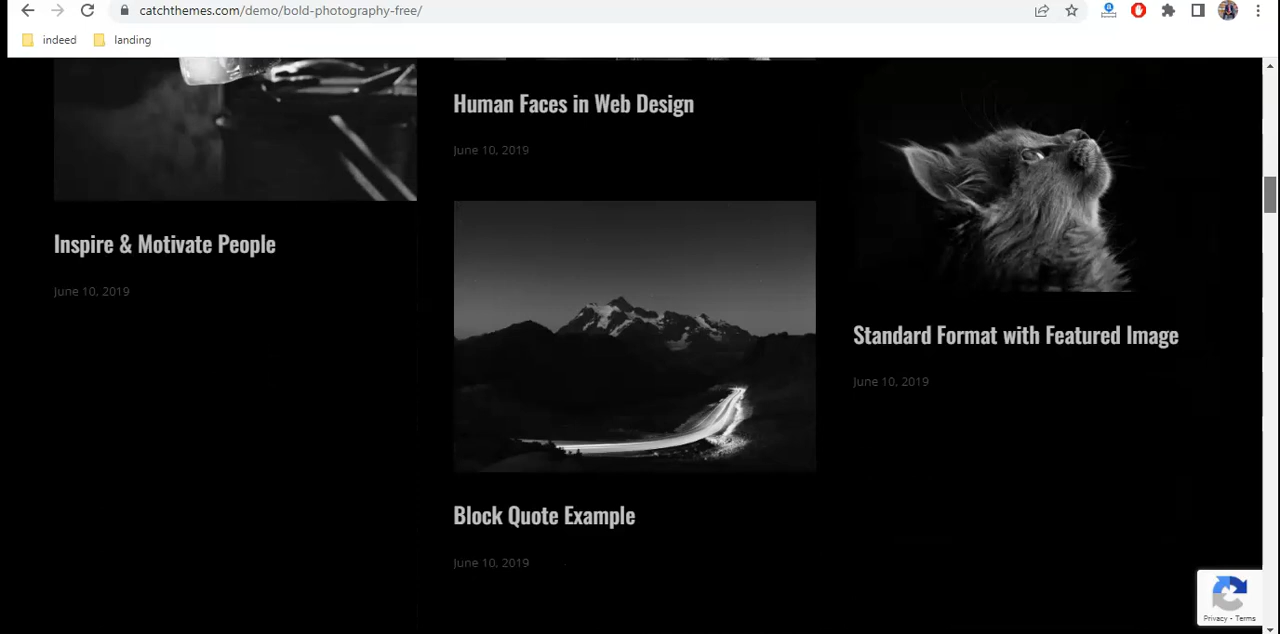 catchthemes.com/demo/bold-photography-free/
indeed
landing
Human Faces in Web Design
June 10, 2019
Inspire & Motivate People
June 10, 2019
Standard Format with Featured Image
June 10, 2019
Block Quote Example
June 10, 2019
Privacy - Terms